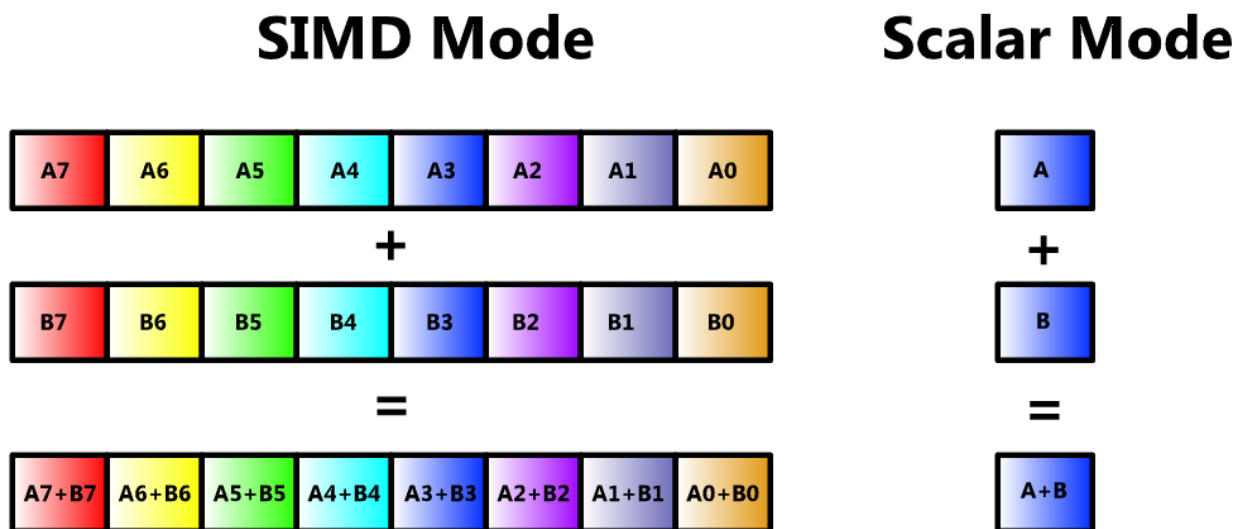 SIMD Mode Scalar Mode
A7 A6 A5 A4 A3 A2 A1 A0 A
+ +
B7 B6 B5 B4 B3 B2 B1 B0 B
= =
A7+B7 A6+B6 A5+B5 A4+B4 A3+B3 A2+B2 A1+B1 A0+B0 A+B